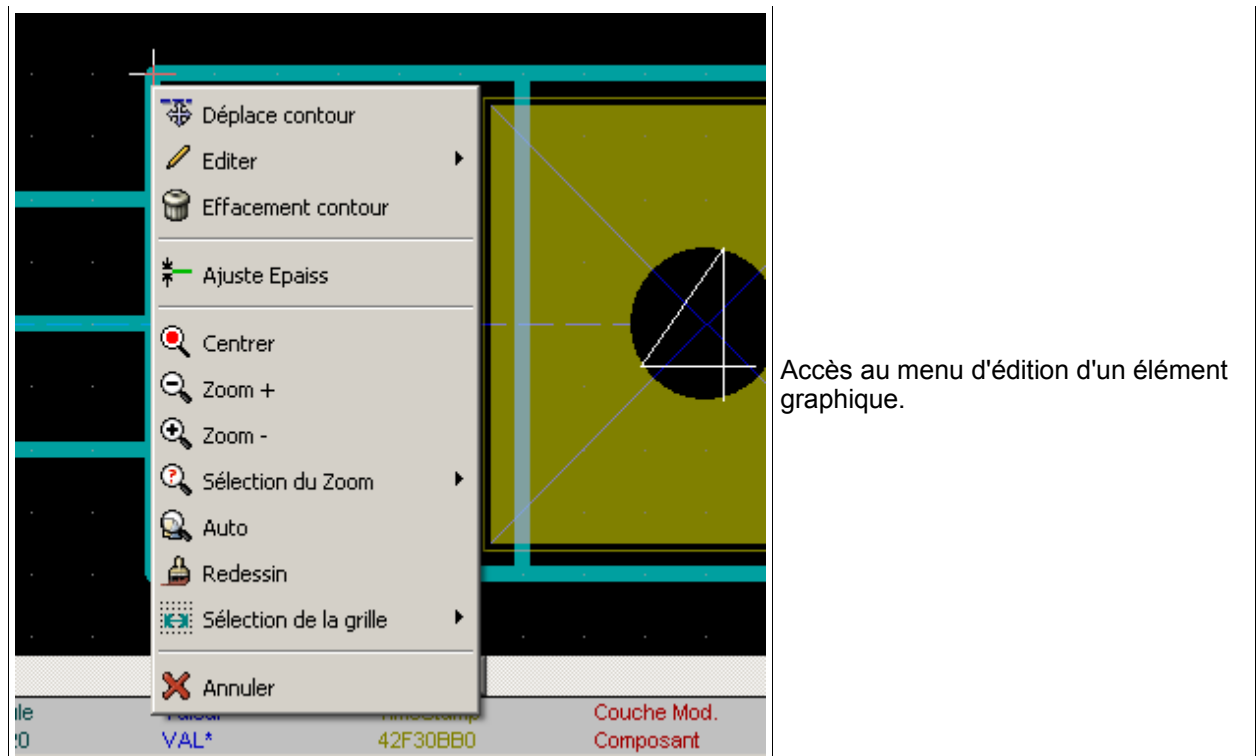 Déplace contour
Editer
Effacement contour
Ajuste Epaiss
Centrer
Zoom +
Zoom -
Sélection du Zoom
Auto
Redessin
Sélection de la grille
Annuler
Couche Mod.
VAL* 42F30BB0 Composant
Accès au menu d'édition d'un élément
graphique.